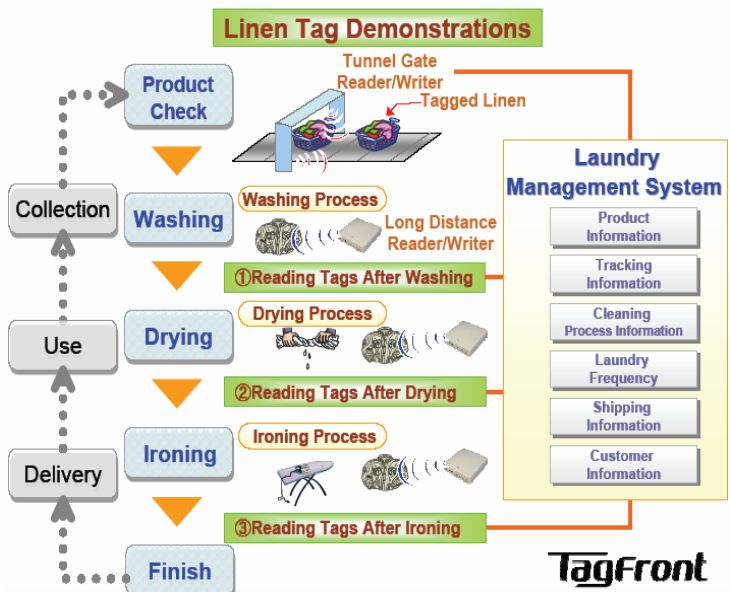 Linen Tag Demonstrations
Product
Check
Tunnel Gate
Reader/Writer
Tagged Linen
Washing
Washing Process
Long Distance
Reader/Writer
①Reading Tags After Washing
Drying
Drying Process
②Reading Tags After Drying
Ironing
Ironing Process
③Reading Tags After Ironing
Finish
Collection
Use
Delivery
Laundry
Management System
Product
Information
Tracking
Information
Cleaning
Process Information
Laundry
Frequency
Shipping
Information
Customer
Information
TagFront